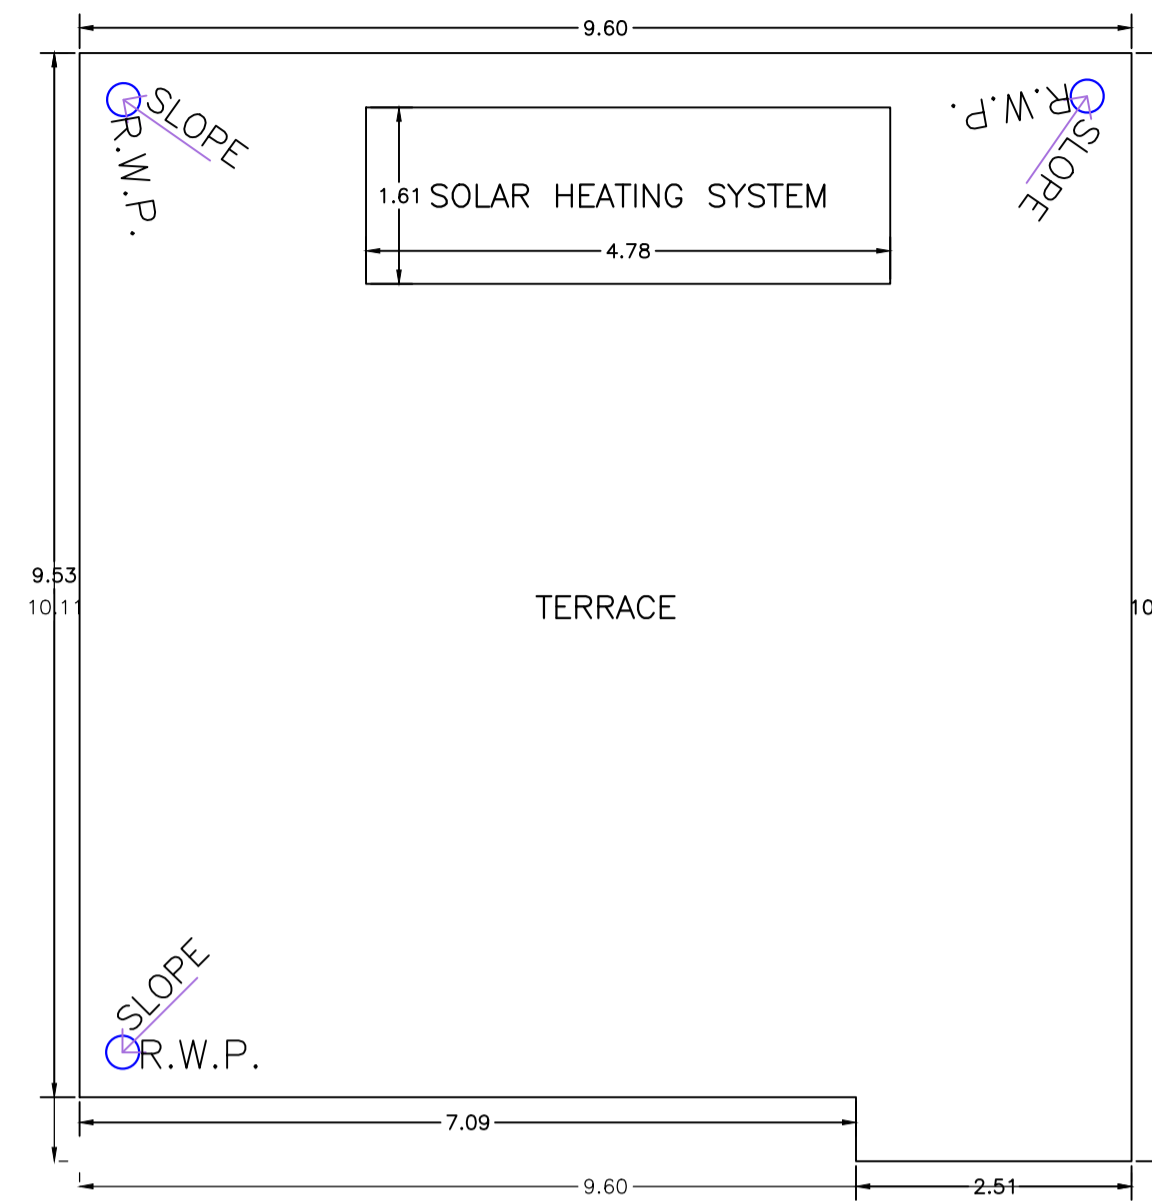 9.60
SLOPE
R.W.P.
R.W.P.
SLOPE
1.61
SOLAR HEATING SYSTEM
4.78
9.53
10.11
TERRACE
10
SLOPE
R.W.P.
7.09
9.60
2.51